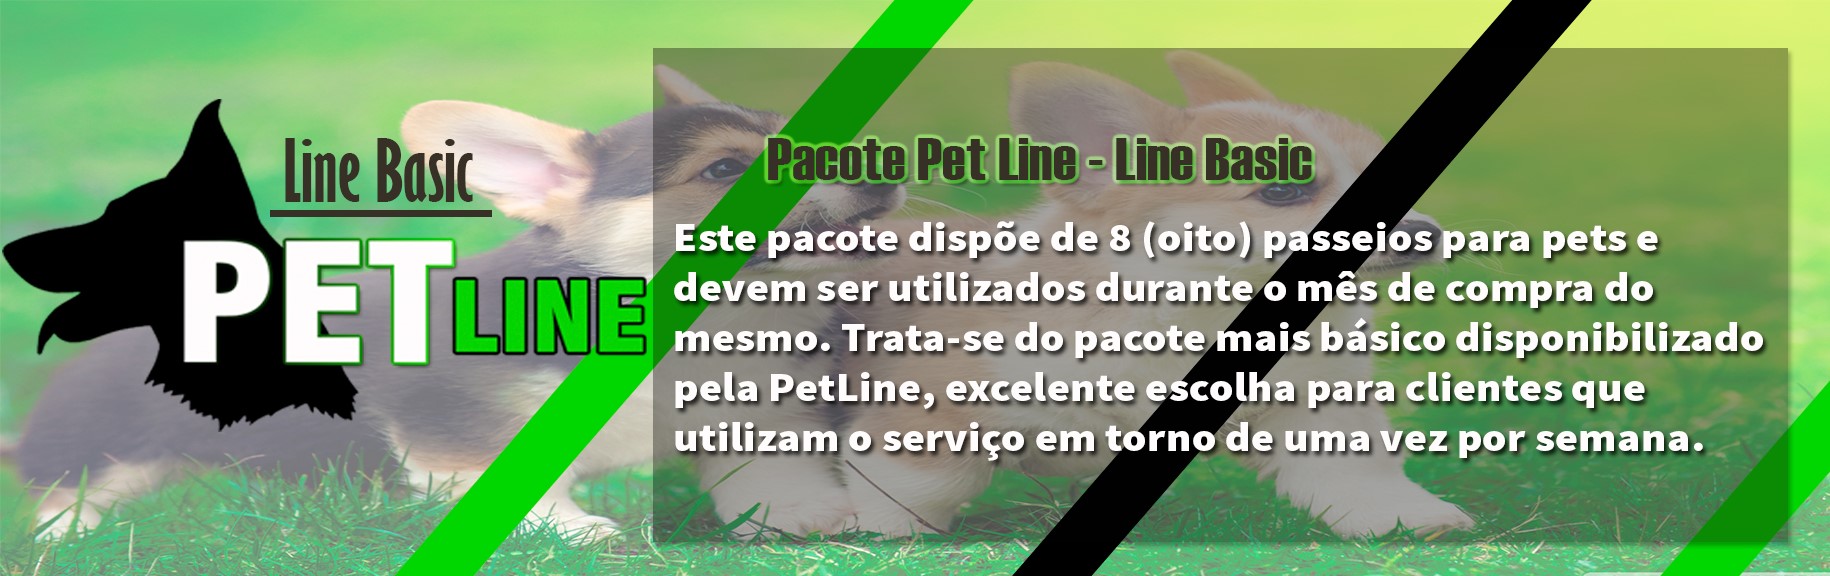 Line Basic
PETLINE
Pacote Pet Line - Line Basic
Este pacote dispõe de 8 (oito) passeios para pets e
devem ser utilizados durante o mês de compra do
mesmo. Trata-se do pacote mais básico disponibilizado
pela PetLine, excelente escolha para clientes que
utilizam o serviço em torno de uma vez por semana.